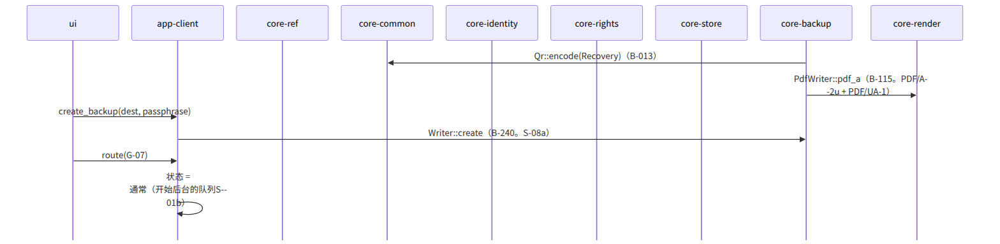 ui
app-client
core-ref
core-common
core-identity
core-rights
core-store
core-backup
core-render
Qr::encode(Recovery)（B-013）
PdfWriter::pdf_a（B-115。PDF/A-
-2u + PDF/UA-1）
create_backup(dest, passphrase)
Writer::create（B-240。S-08a）
route(G-07)
状态 =
通常（开始后台的队列S--
01b）